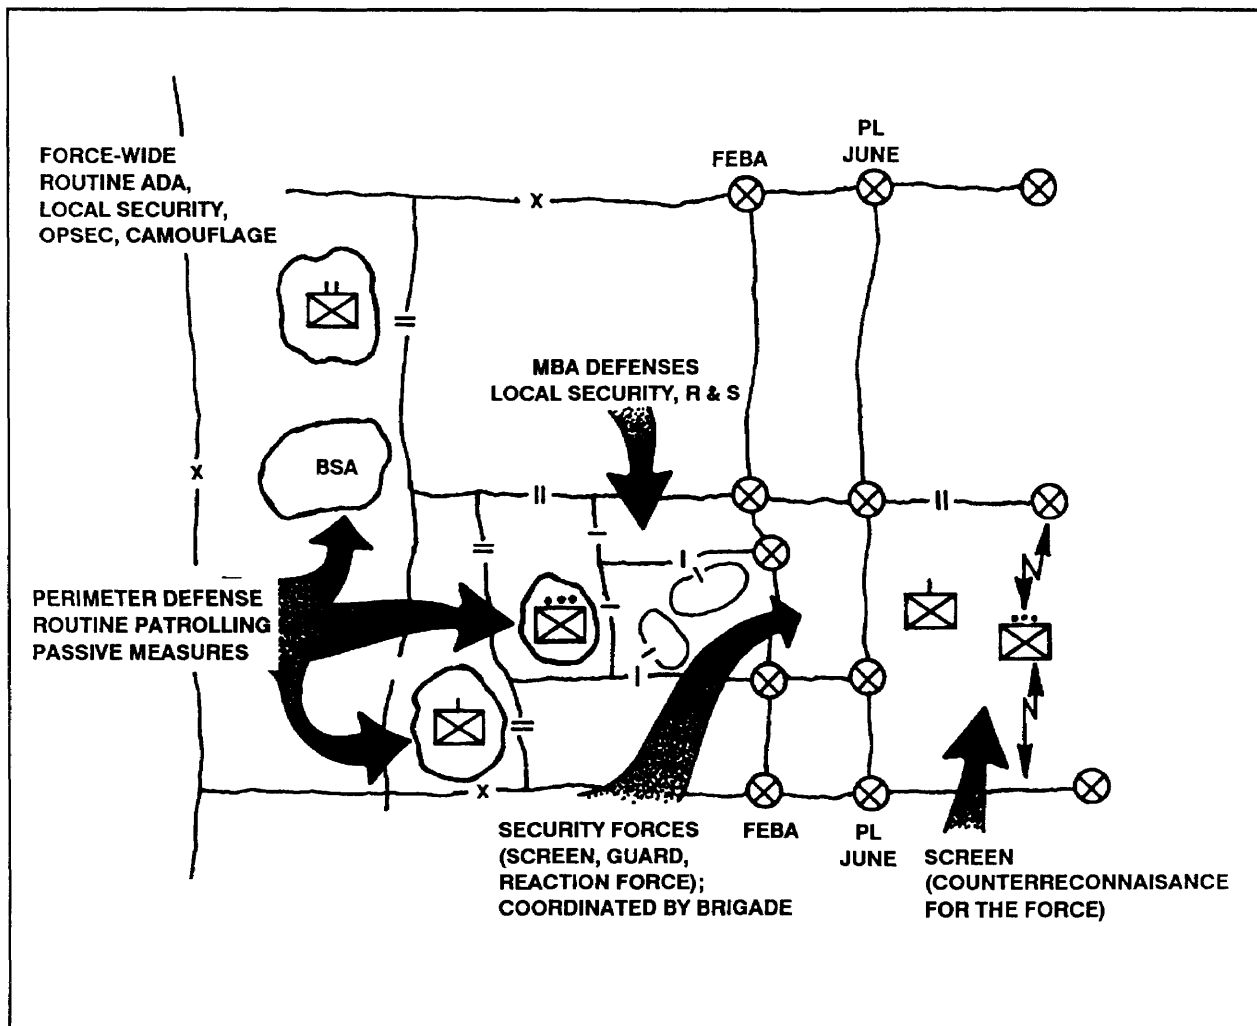 FORCE-WIDE
ROUTINE ADA,
LOCAL SECURITY,
OPSEC, CAMOUFLAGE
FEBA
PL
JUNE
X
MBA DEFENSES
LOCAL SECURITY, R & S
X
BSA
PERIMETER DEFENSE
ROUTINE PATROLLING
PASSIVE MEASURES
X
SECURITY FORCES
(SCREEN, GUARD,
REACTION FORCE);
COORDINATED BY BRIGADE
FEBA
PL
JUNE
SCREEN
(COUNTERRECONNAISANCE
FOR THE FORCE)